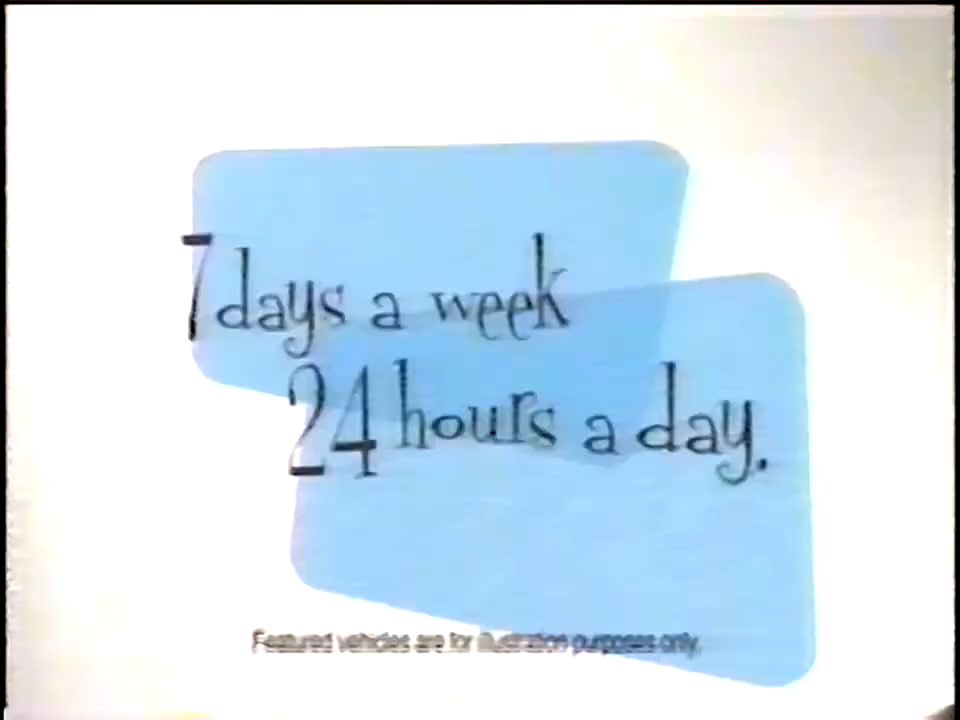 7 days a week
24 hours a day.
Featured vehicles are for illustration purposes only.